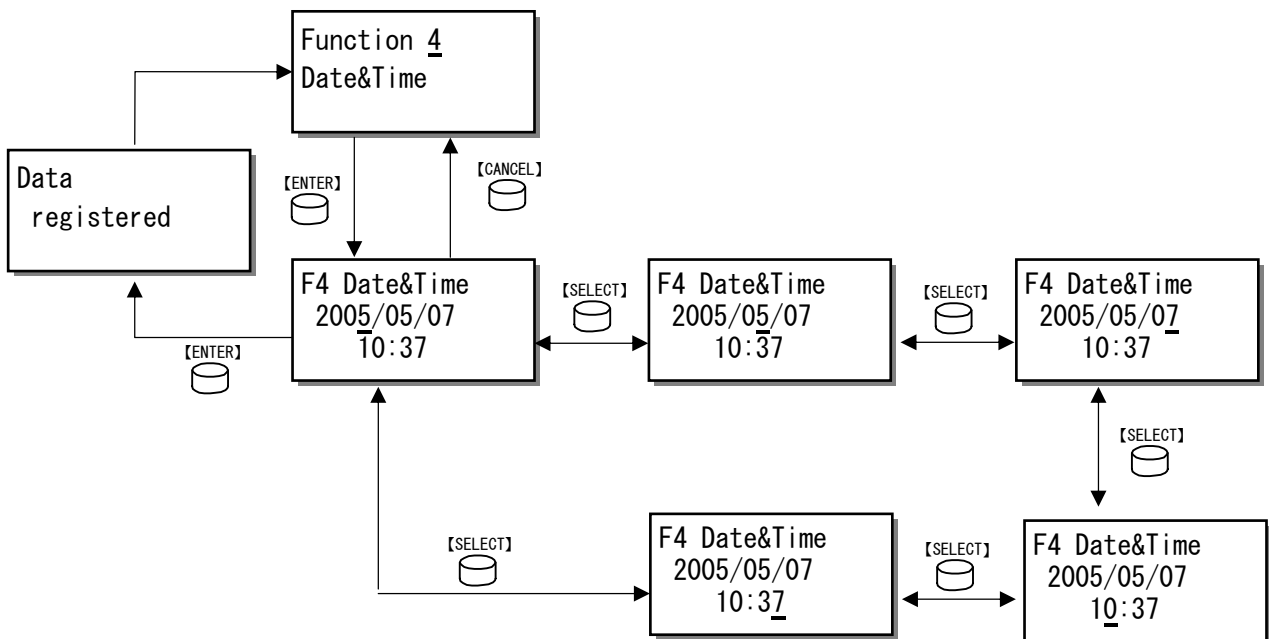 Function 4
Date&Time
Data
registered
【ENTER】
【CANCEL】
F4 Date&Time
2005/05/07
10:37
【SELECT】
F4 Date&Time
2005/05/07
10:37
【SELECT】
F4 Date&Time
2005/05/07
10:37
【ENTER】
【SELECT】
【SELECT】
F4 Date&Time
2005/05/07
10:37
【SELECT】
F4 Date&Time
2005/05/07
10:37